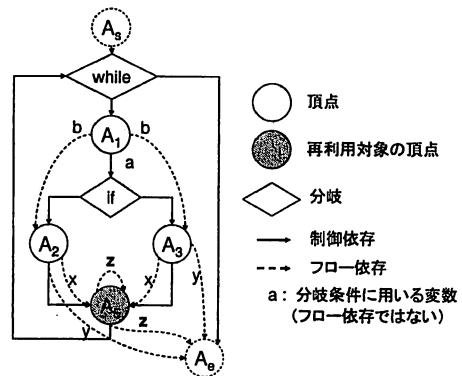 As
while
頂点
b
A1
b
a
再利用対象の頂点
if
分岐
A2
A3
制御依存
z
x
x
y
フロー依存
y
z
a : 分岐条件に用いる変数
(フロー依存ではない)
Ae